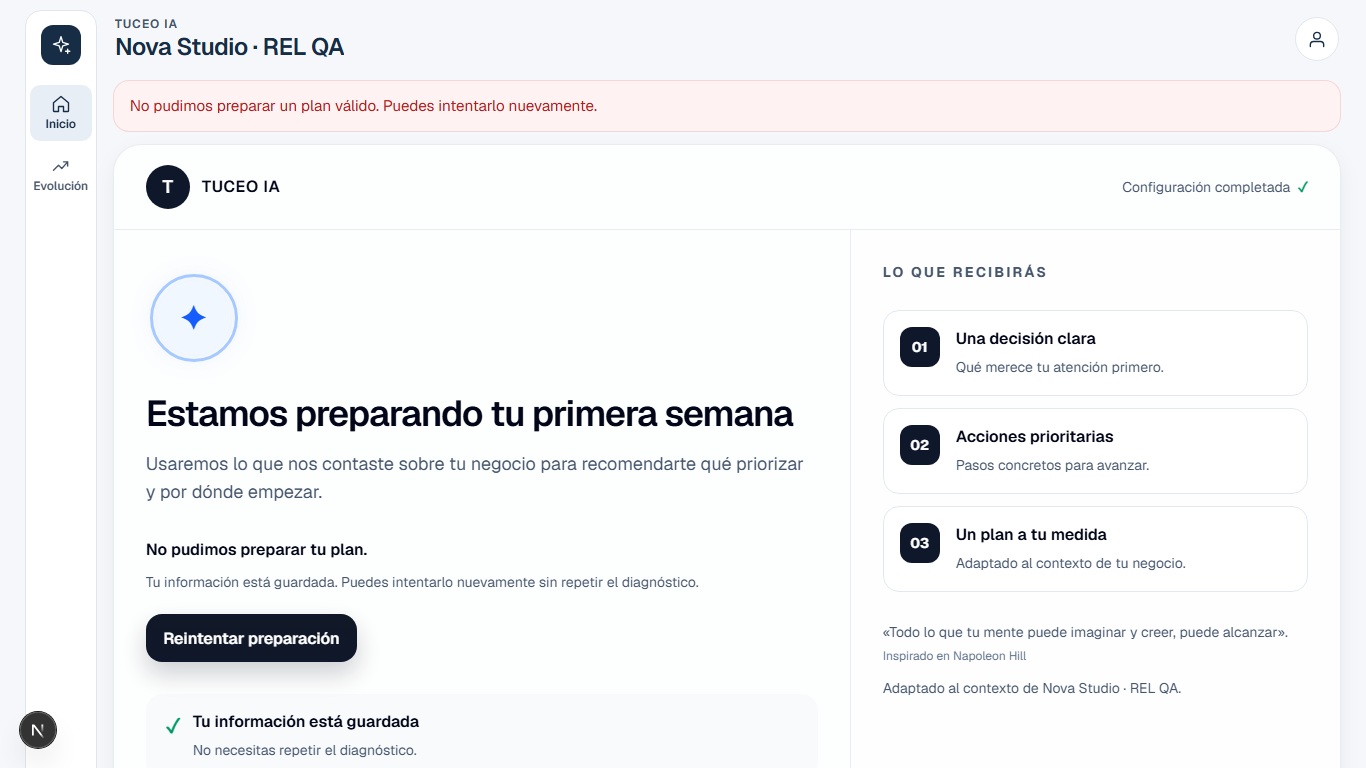 TUCEO IA
Nova Studio · REL QA
Inicio
Evolución
No pudimos preparar un plan válido. Puedes intentarlo nuevamente.
T
TUCEO IA
Configuración completada ✓
Estamos preparando tu primera semana
Usaremos lo que nos contaste sobre tu negocio para recomendarte qué priorizar
y por dónde empezar.
No pudimos preparar tu plan.
Tu información está guardada. Puedes intentarlo nuevamente sin repetir el diagnóstico.
Reintentar preparación
✓ Tu información está guardada
No necesitas repetir el diagnóstico.
LO QUE RECIBIRÁS
01
Una decisión clara
Qué merece tu atención primero.
02
Acciones prioritarias
Pasos concretos para avanzar.
03
Un plan a tu medida
Adaptado al contexto de tu negocio.
«Todo lo que tu mente puede imaginar y creer, puede alcanzar».
Inspirado en Napoleon Hill
Adaptado al contexto de Nova Studio · REL QA.
N